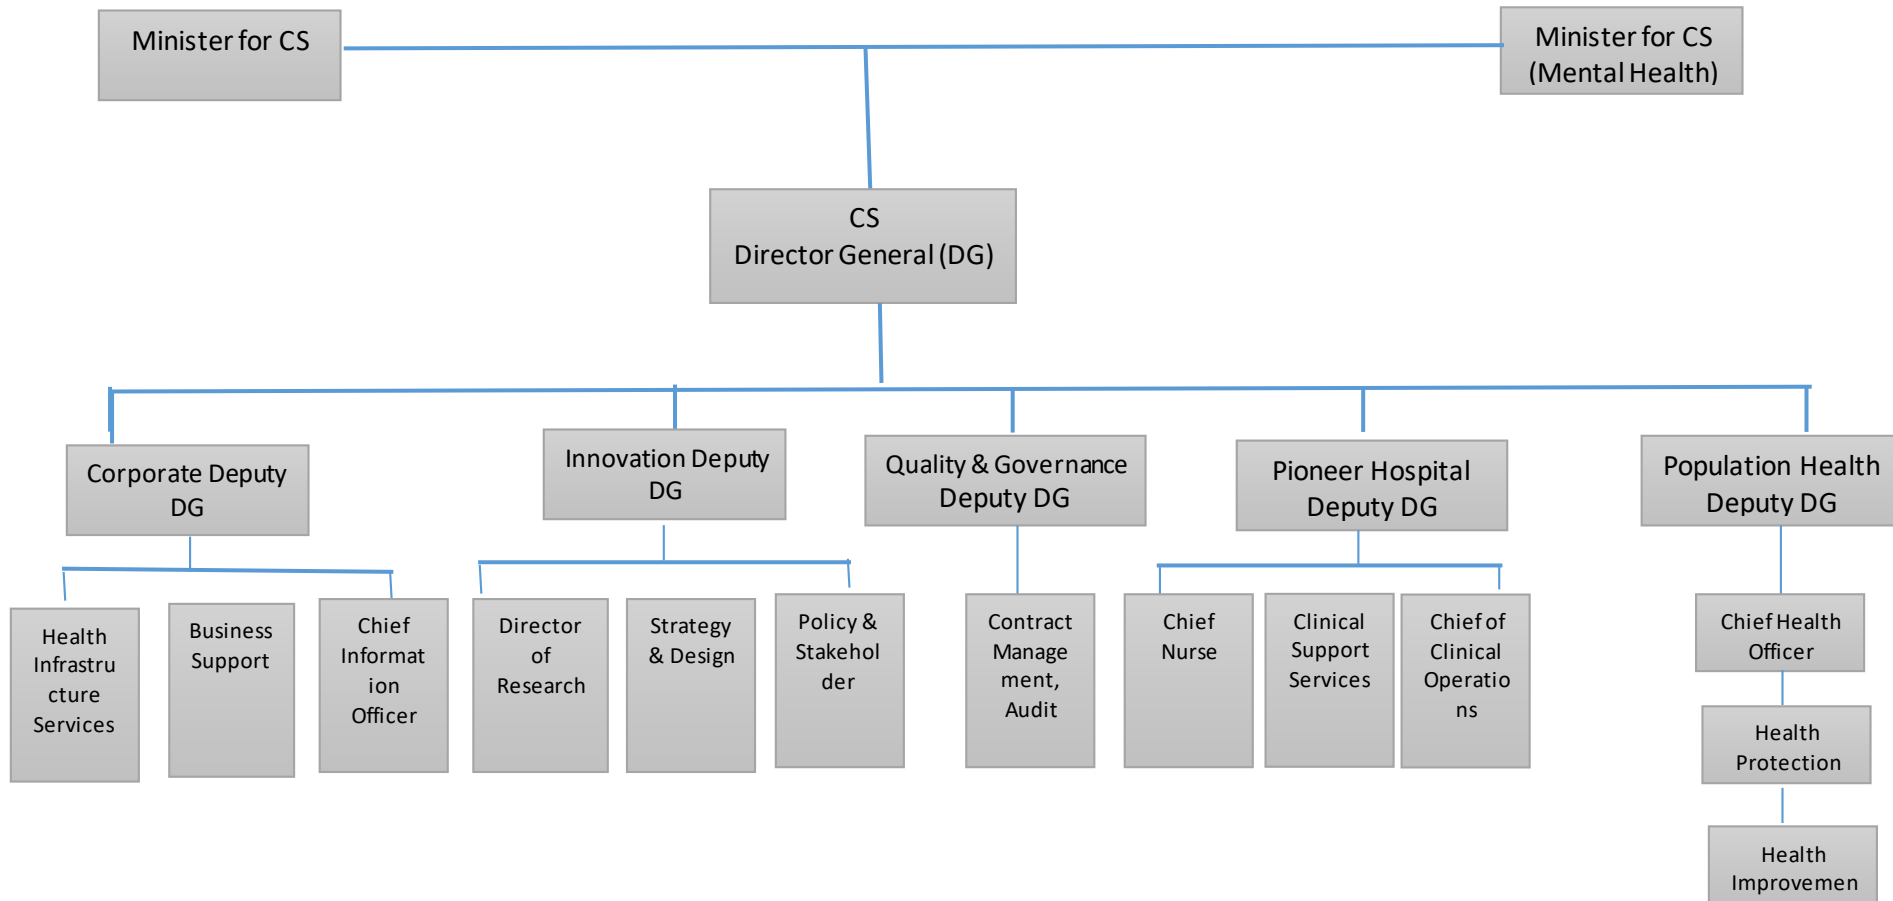 Minister for CS
Minister for CS
(Mental Health)
CS
Director General (DG)
Corporate Deputy
DG
Innovation Deputy
DG
Quality & Governance
Deputy DG
Pioneer Hospital
Deputy DG
Population Health
Deputy DG
Health
Infrastru
cture
Services
Business
Support
Chief
Informat
ion
Officer
Director
of
Research
Strategy
& Design
Policy &
Stakehol
der
Contract
Manage
ment,
Audit
Chief
Nurse
Clinical
Support
Services
Chief of
Clinical
Operatio
ns
Chief Health
Officer
Health
Protection
Health
Improvemen